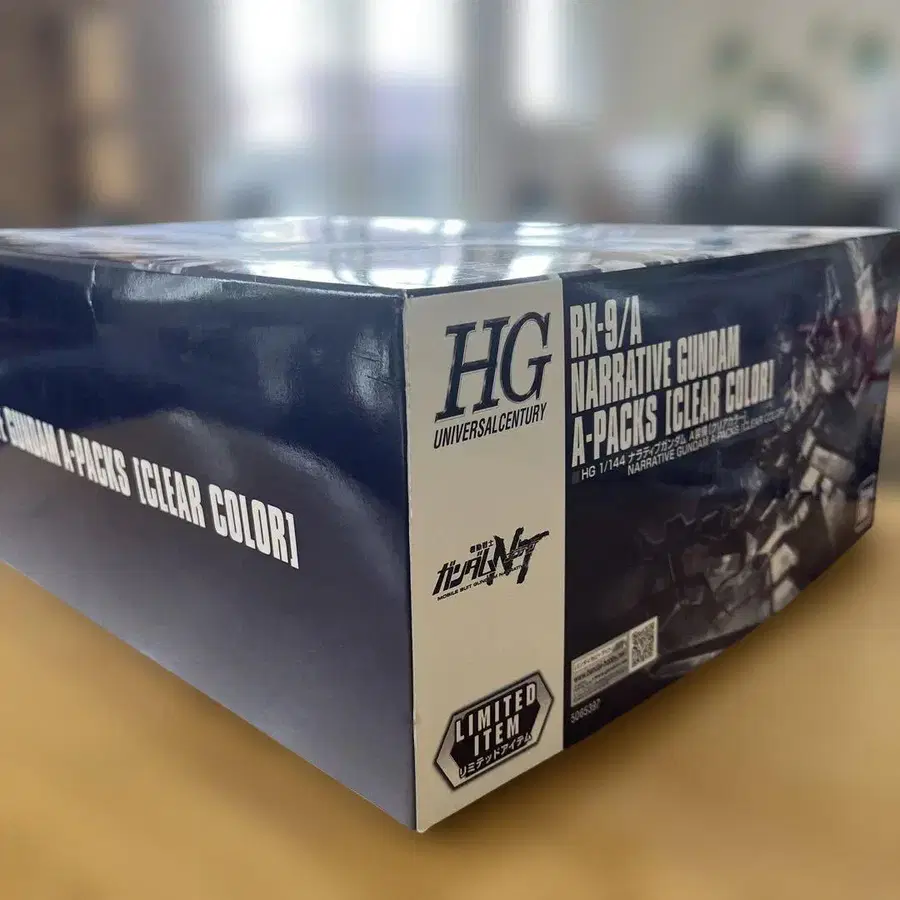 GUNDAM A-PACKS [CLEAR COLOR]
HG
UNIVERSAL CENTURY
機動戦士
ガンダムNT
MOBILE SUIT GUNDAM
LIMITED
ITEM
リミテッドアイテム
RX-9/A
NARRATIVE GUNDAM
A-PACKS [CLEAR COLOR]
HG 1/144 ナラティブガンダム A装備 [クリアカラー]
NARRATIVE GUNDAM A-PACKS [CLEAR COLOR]
5065397